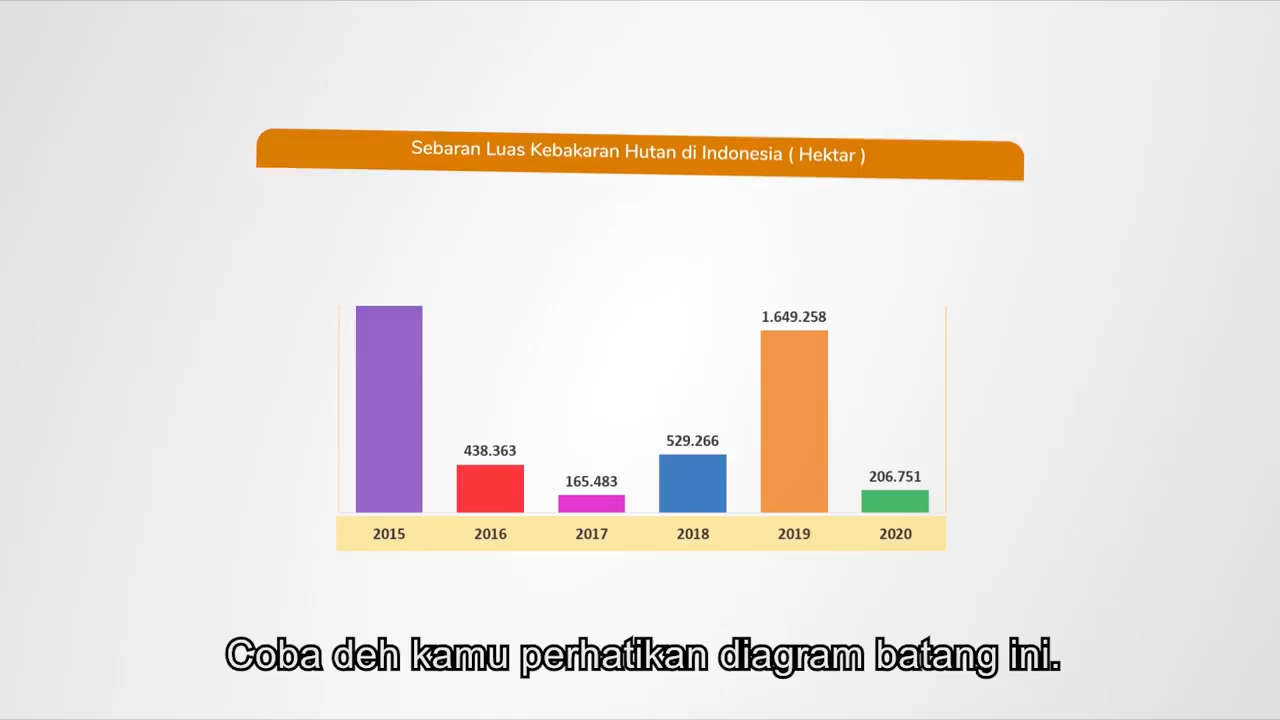 Sebaran Luas Kebakaran Hutan di Indonesia ( Hektar )
1.649.258
529.266
438.363
206.751
165.483
2015 2016 2017 2018 2019 2020
Coba deh kamu perhatikan diagram batang ini.